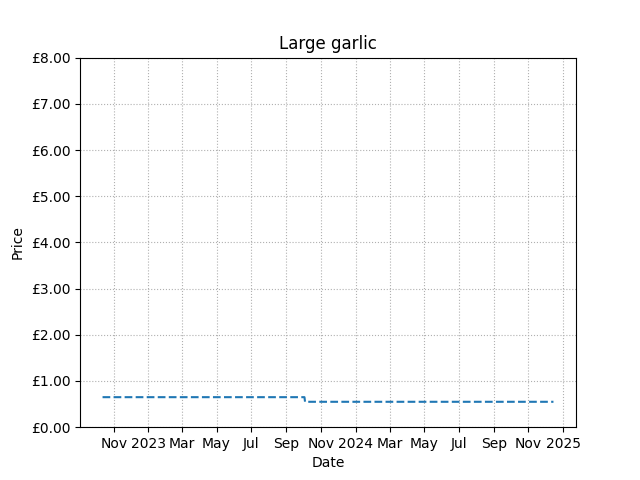 Large garlic
£8.00
£7.00
£6.00
£5.00
£4.00
£3.00
£2.00
£1.00
£0.00
Price
Nov 2023 Mar May Jul Sep Nov 2024 Mar May Jul Sep Nov 2025
Date